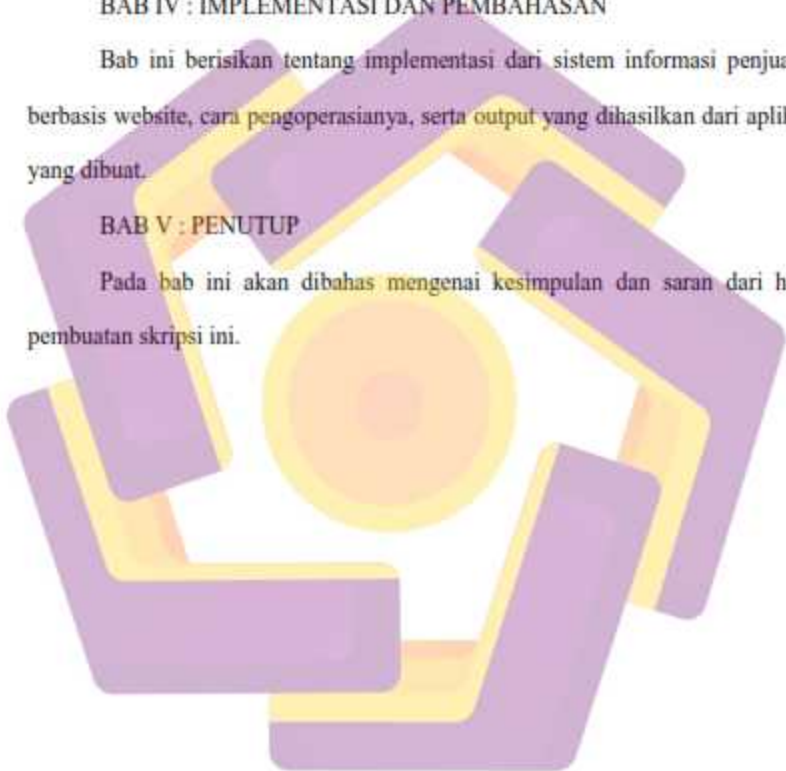 BAB IV : IMPLEMENTASI DAN PEMBAHASAN
Bab ini berisikan tentang implementasi dari sistem informasi
berbasis website, cara pengoperasianya, serta output yang dihasilkan dari
yang dibuat.
BAB V : PENUTUP
Pada bab ini akan dibahas mengenai kesimpulan dan saran dari
pembuatan skripsi ini.